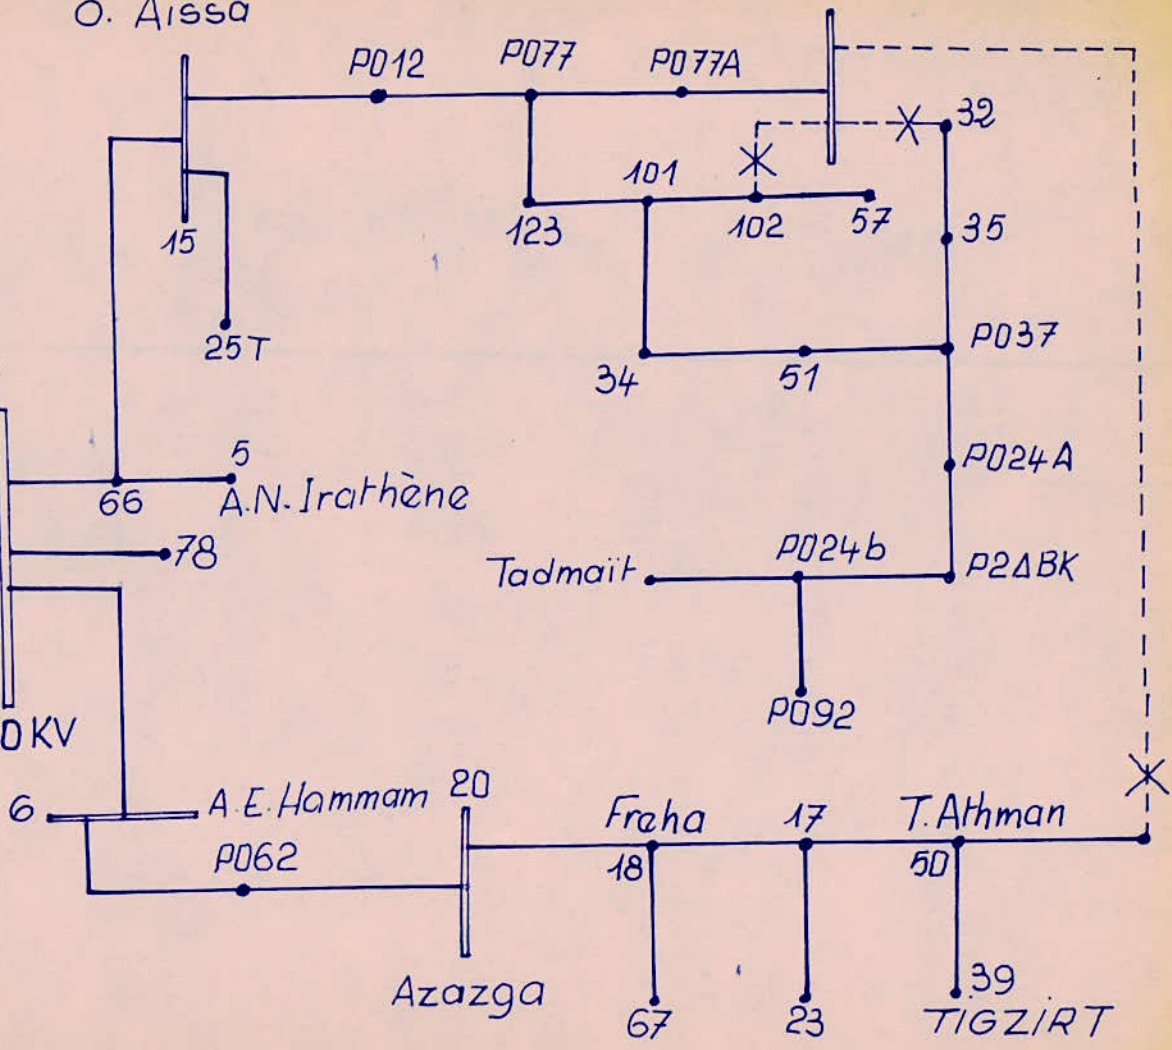 O. Aissa
P012
P077
P077A
32
101
123
102
57
15
35
25T
P037
34
51
5
P024A
66
A.N. Irathène
78
P024b
Tadmaït
P2ΔBK
P092
0 KV
6
A.E. Hammam
20
Freha
17
T. Athman
P062
18
50
Azazga
39
67
23
TIGZiRT